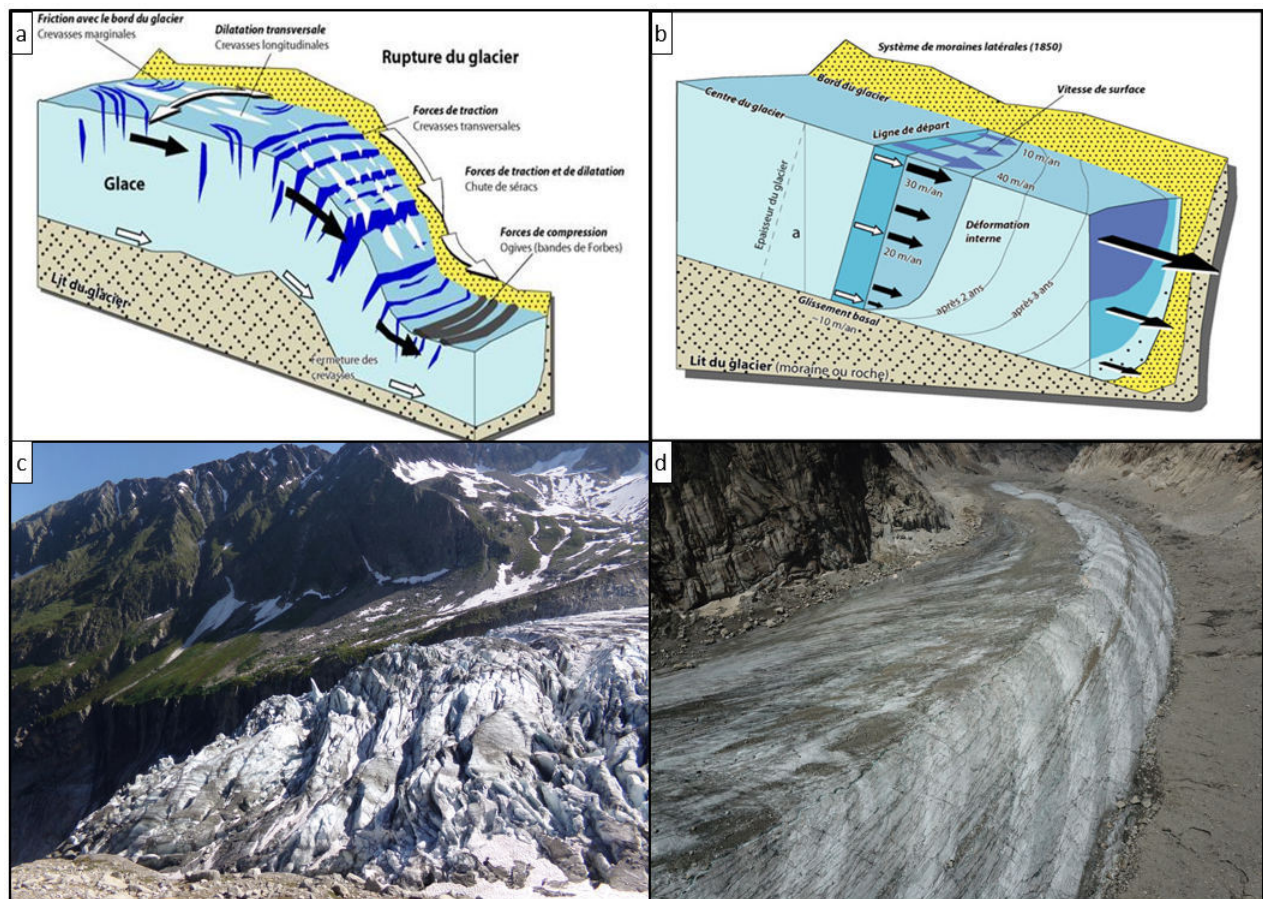 a
Friction avec le bord du glacier
Crevasses marginales
Dilatation transversale
Crevasses longitudinales
Rupture du glacier
Forces de traction
Crevasses transversales
Forces de traction et de dilatation
Chute de séracs
Glace
Forces de compression
Ogives (bandes de Forbes)
Lit du glacier
Fermeture des
crevasses
b
Système de moraines latérales (1850)
Bord du glacier
Vitesse de surface
Centre du glacier
Ligne de départ
10 m/an
40 m/an
30 m/an
Epaisseur du glacier
a
Déformation
interne
20 m/an
après 2 ans
après 3 ans
Glissement basal
~10 m/an
Lit du glacier (moraine ou roche)
c
d